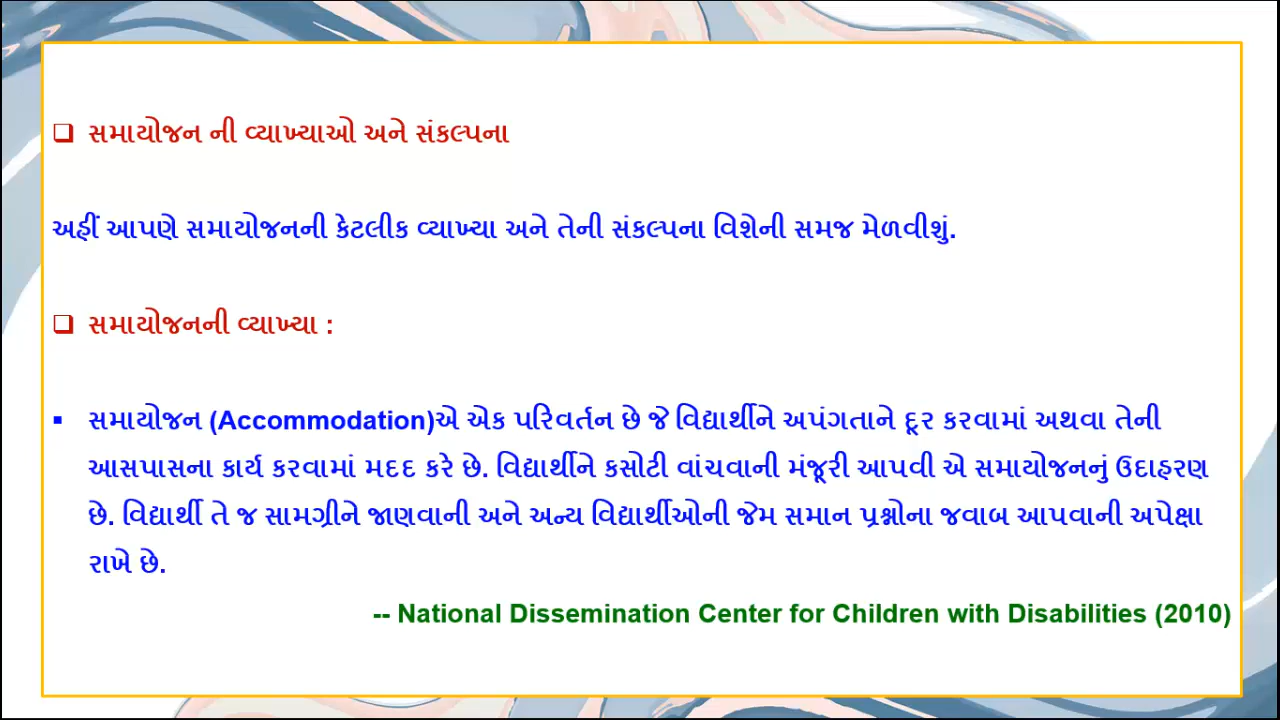 ❑ સમાયોજન ની વ્યાખ્યાઓ અને સંકલ્પના
અહીં આપણે સમાયોજનની કેટલીક વ્યાખ્યા અને તેની સંકલ્પના વિશેની સમજ મેળવીશું.
❑ સમાયોજનની વ્યાખ્યા :
▪ સમાયોજન (Accommodation)એ એક પરિવર્તન છે જે વિદ્યાર્થીને અપંગતાને દૂર કરવામાં અથવા તેની
આસપાસના કાર્ય કરવામાં મદદ કરે છે. વિદ્યાર્થીને કસોટી વાંચવાની મંજૂરી આપવી એ સમાયોજનનું ઉદાહરણ
છે. વિદ્યાર્થી તે જ સામગ્રીને જાણવાની અને અન્ય વિદ્યાર્થીઓની જેમ સમાન પ્રશ્નોના જવાબ આપવાની અપેક્ષા
રાખે છે.
-- National Dissemination Center for Children with Disabilities (2010)